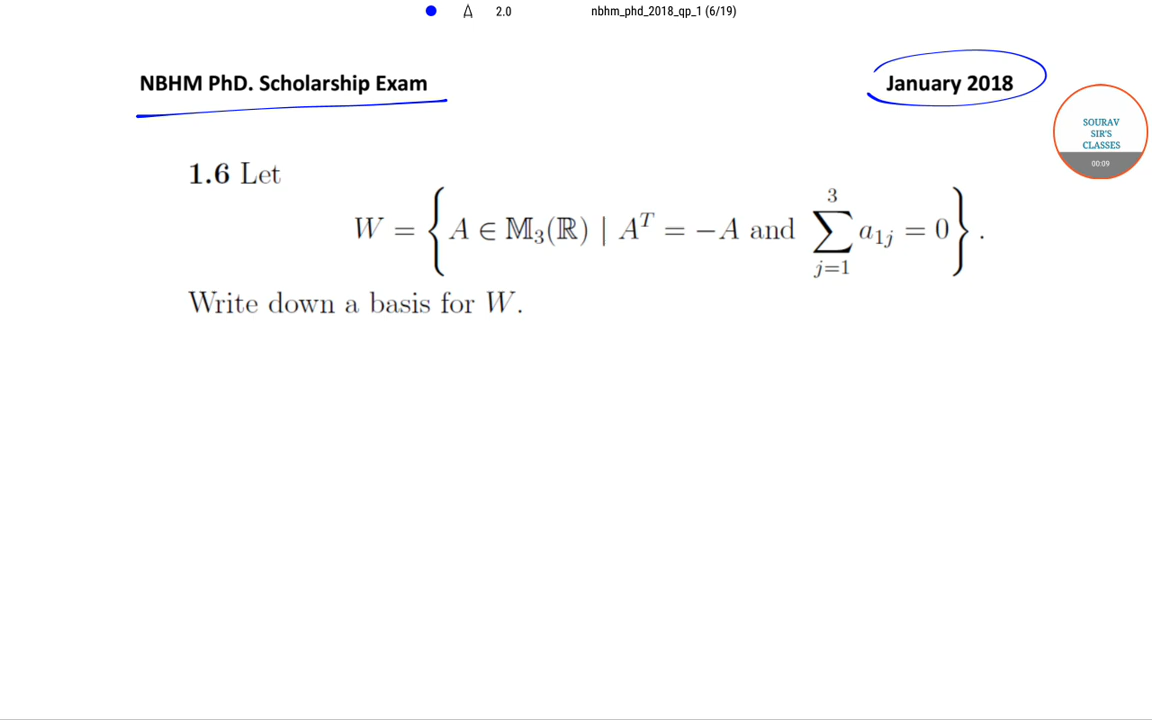 2.0 nbhm_phd_2018_qp_1 (6/19)
NBHM PhD. Scholarship Exam January 2018
SOURAV
SIR'S
CLASSES
00:09
1.6 Let
W = { A ∈ 𝕄₃(ℝ) | Aᵀ = −A and ∑_{j=1}^{3} a_{1j} = 0 } .
Write down a basis for W.